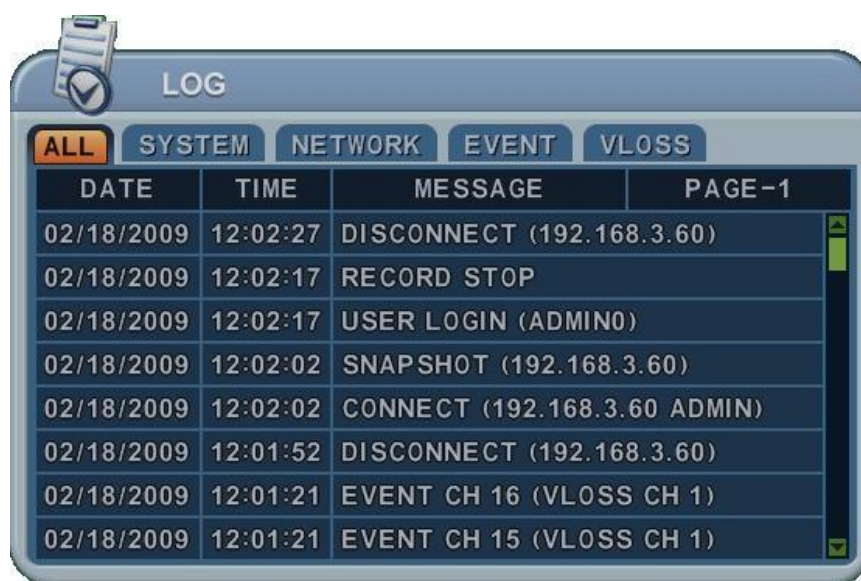 LOG
ALL SYSTEM NETWORK EVENT VLOSS
DATE TIME MESSAGE PAGE-1
02/18/2009 12:02:27 DISCONNECT (192.168.3.60)
02/18/2009 12:02:17 RECORD STOP
02/18/2009 12:02:17 USER LOGIN (ADMIN0)
02/18/2009 12:02:02 SNAPSHOT (192.168.3.60)
02/18/2009 12:02:02 CONNECT (192.168.3.60 ADMIN)
02/18/2009 12:01:52 DISCONNECT (192.168.3.60)
02/18/2009 12:01:21 EVENT CH 16 (VLOSS CH 1)
02/18/2009 12:01:21 EVENT CH 15 (VLOSS CH 1)